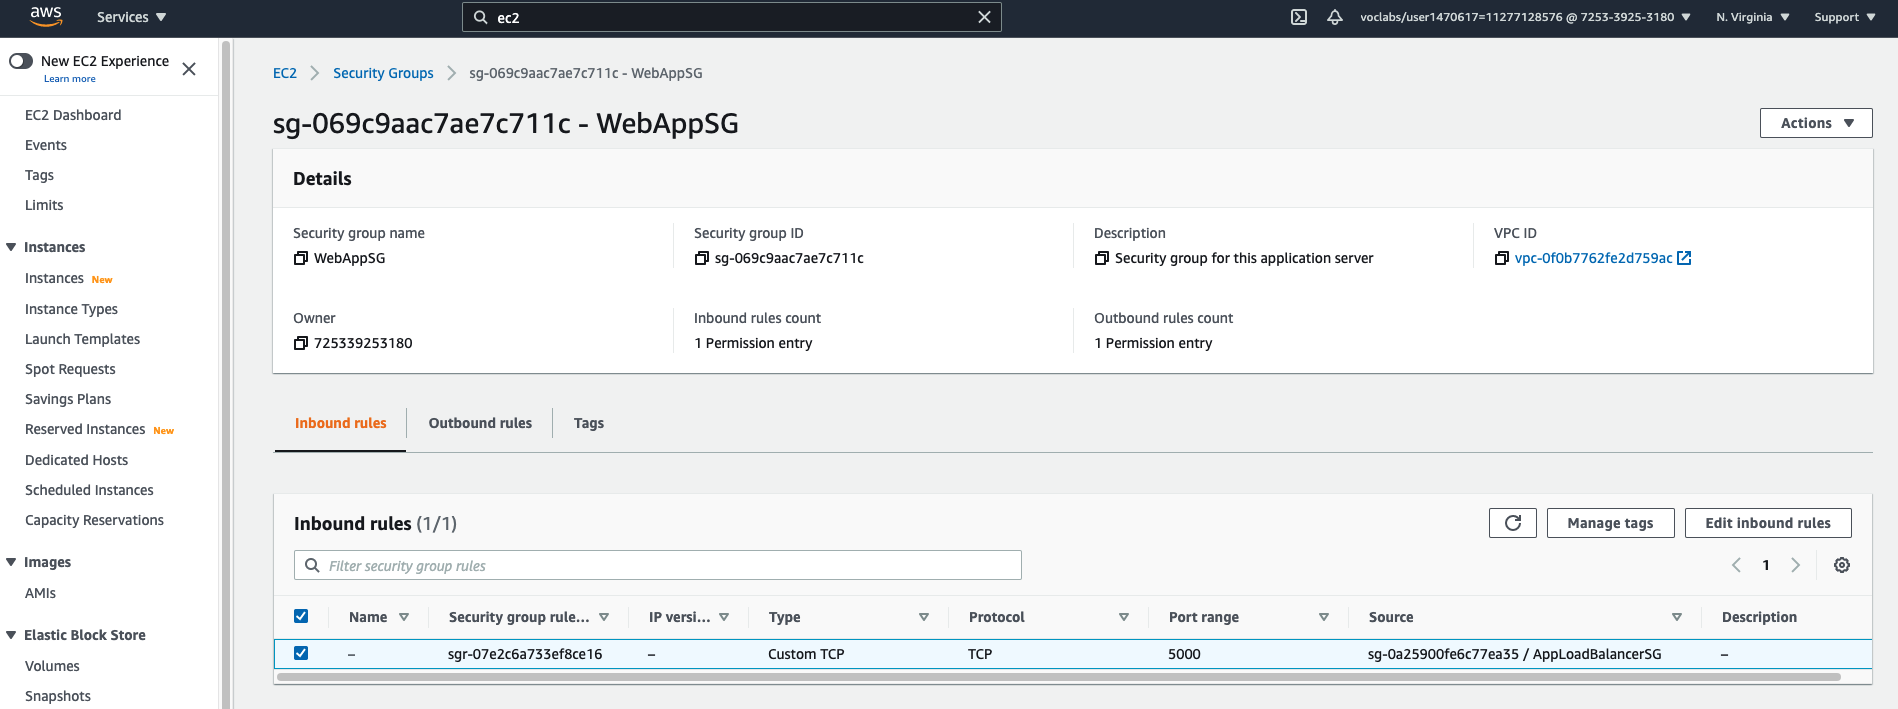 aws Services ec2 voclabs/user1470617=11277128576 @ 7253-3925-3180 N. Virginia Support
New EC2 Experience
Learn more
EC2 Dashboard
Events
Tags
Limits
Instances
Instances New
Instance Types
Launch Templates
Spot Requests
Savings Plans
Reserved Instances New
Dedicated Hosts
Scheduled Instances
Capacity Reservations
Images
AMIs
Elastic Block Store
Volumes
Snapshots
EC2 Security Groups sg-069c9aac7ae7c711c - WebAppSG
sg-069c9aac7ae7c711c - WebAppSG
Actions
Details
Security group name
WebAppSG
Security group ID
sg-069c9aac7ae7c711c
Description
Security group for this application server
VPC ID
vpc-0f0b7762fe2d759ac
Owner
725339253180
Inbound rules count
1 Permission entry
Outbound rules count
1 Permission entry
Inbound rules Outbound rules Tags
Inbound rules (1/1)
Manage tags Edit inbound rules
Filter security group rules
1
Name Security group rule... IP versi... Type Protocol Port range Source Description
– sgr-07e2c6a733ef8ce16 – Custom TCP TCP 5000 sg-0a25900fe6c77ea35 / AppLoadBalancerSG –